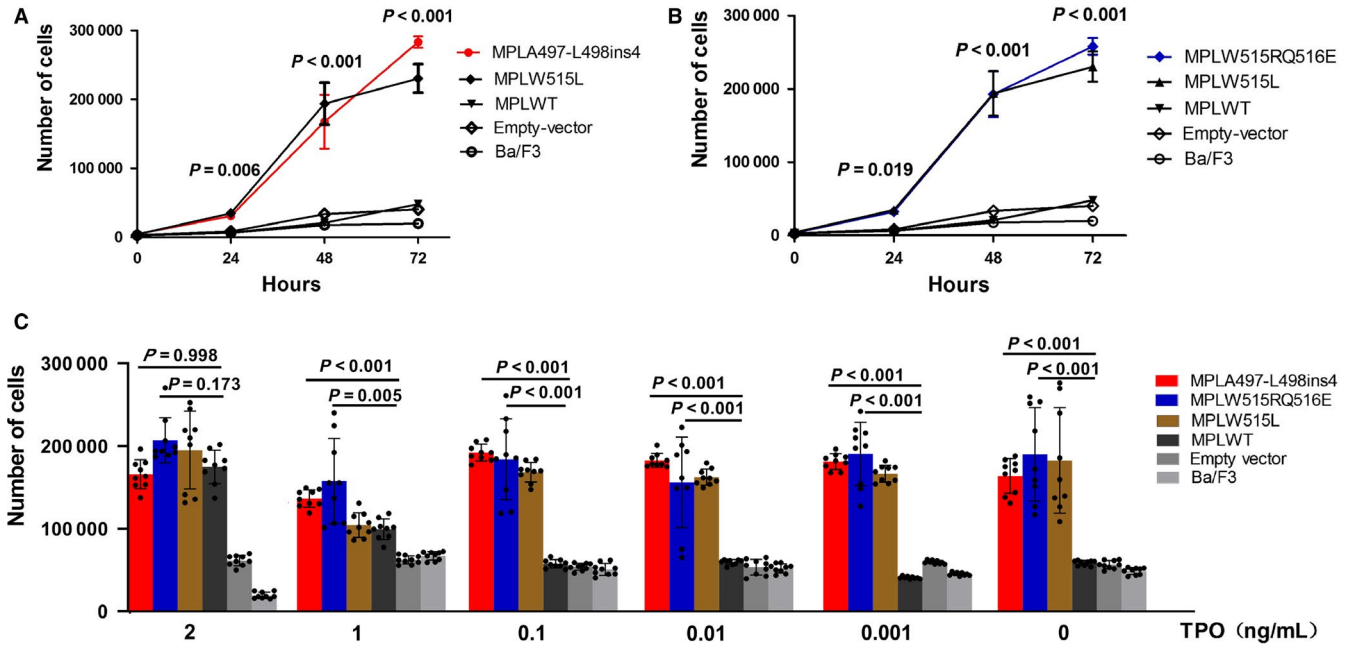 A
Number of cells
300 000
200 000
100 000
0
P = 0.006
P < 0.001
P < 0.001
0 24 48 72
Hours
MPLA497-L498ins4
MPLW515L
MPLWT
Empty-vector
Ba/F3
B
Number of cells
300 000
200 000
100 000
0
P = 0.019
P < 0.001
P < 0.001
0 24 48 72
Hours
MPLW515RQ516E
MPLW515L
MPLWT
Empty-vector
Ba/F3
C
Number of cells
300 000
200 000
100 000
0
P = 0.998
P = 0.173
P < 0.001
P = 0.005
P < 0.001
P < 0.001
P < 0.001
P < 0.001
P < 0.001
P < 0.001
P < 0.001
P < 0.001
2 1 0.1 0.01 0.001 0 TPO（ng/mL）
MPLA497-L498ins4
MPLW515RQ516E
MPLW515L
MPLWT
Empty vector
Ba/F3